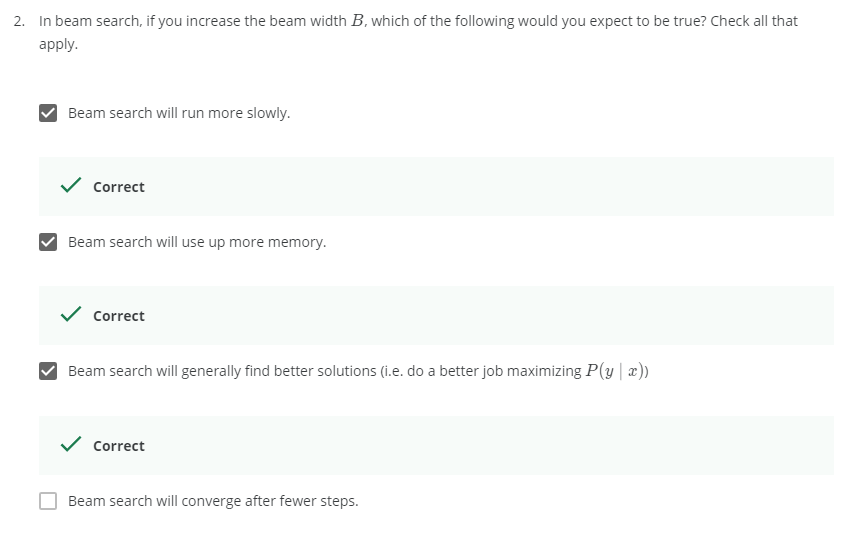 2. In beam search, if you increase the beam width B, which of the following would you expect to be true? Check all that
apply.
Beam search will run more slowly.
Correct
Beam search will use up more memory.
Correct
Beam search will generally find better solutions (i.e. do a better job maximizing P(y | x))
Correct
Beam search will converge after fewer steps.